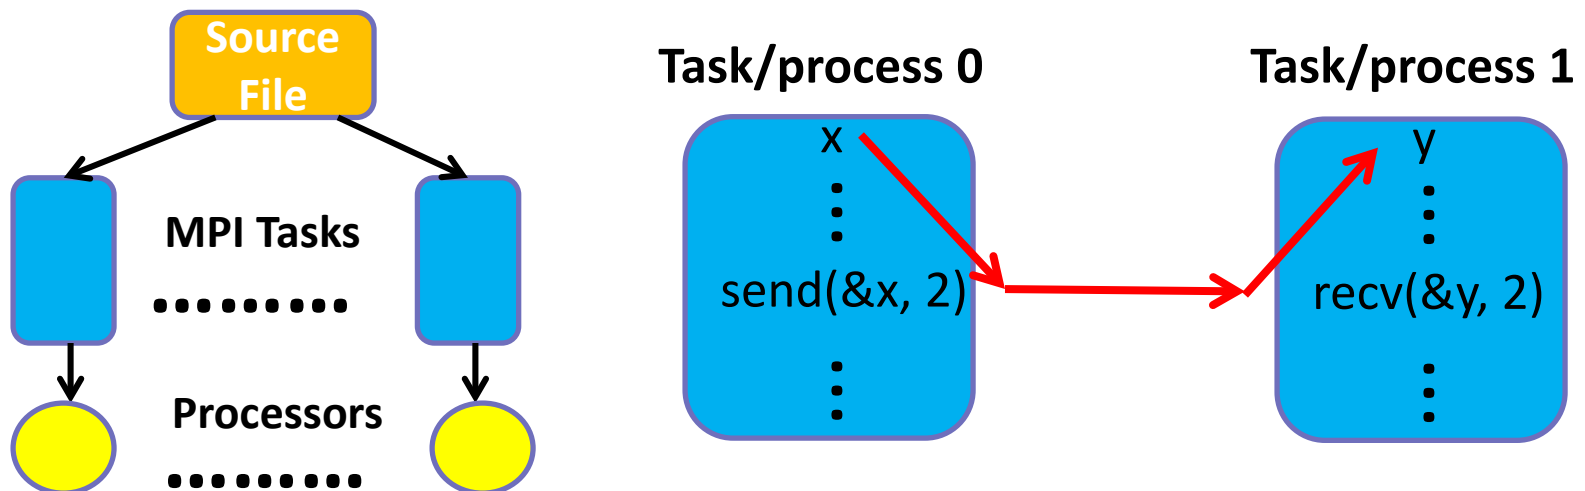 Source
File
MPI Tasks
Processors
Task/process 0
x
send(&x, 2)
Task/process 1
y
recv(&y, 2)